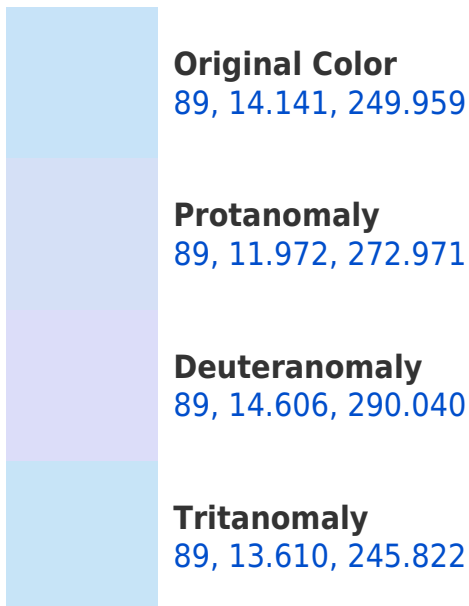 Original Color
89, 14.141, 249.959
Protanomaly
89, 11.972, 272.971
Deuteranomaly
89, 14.606, 290.040
Tritanomaly
89, 13.610, 245.822